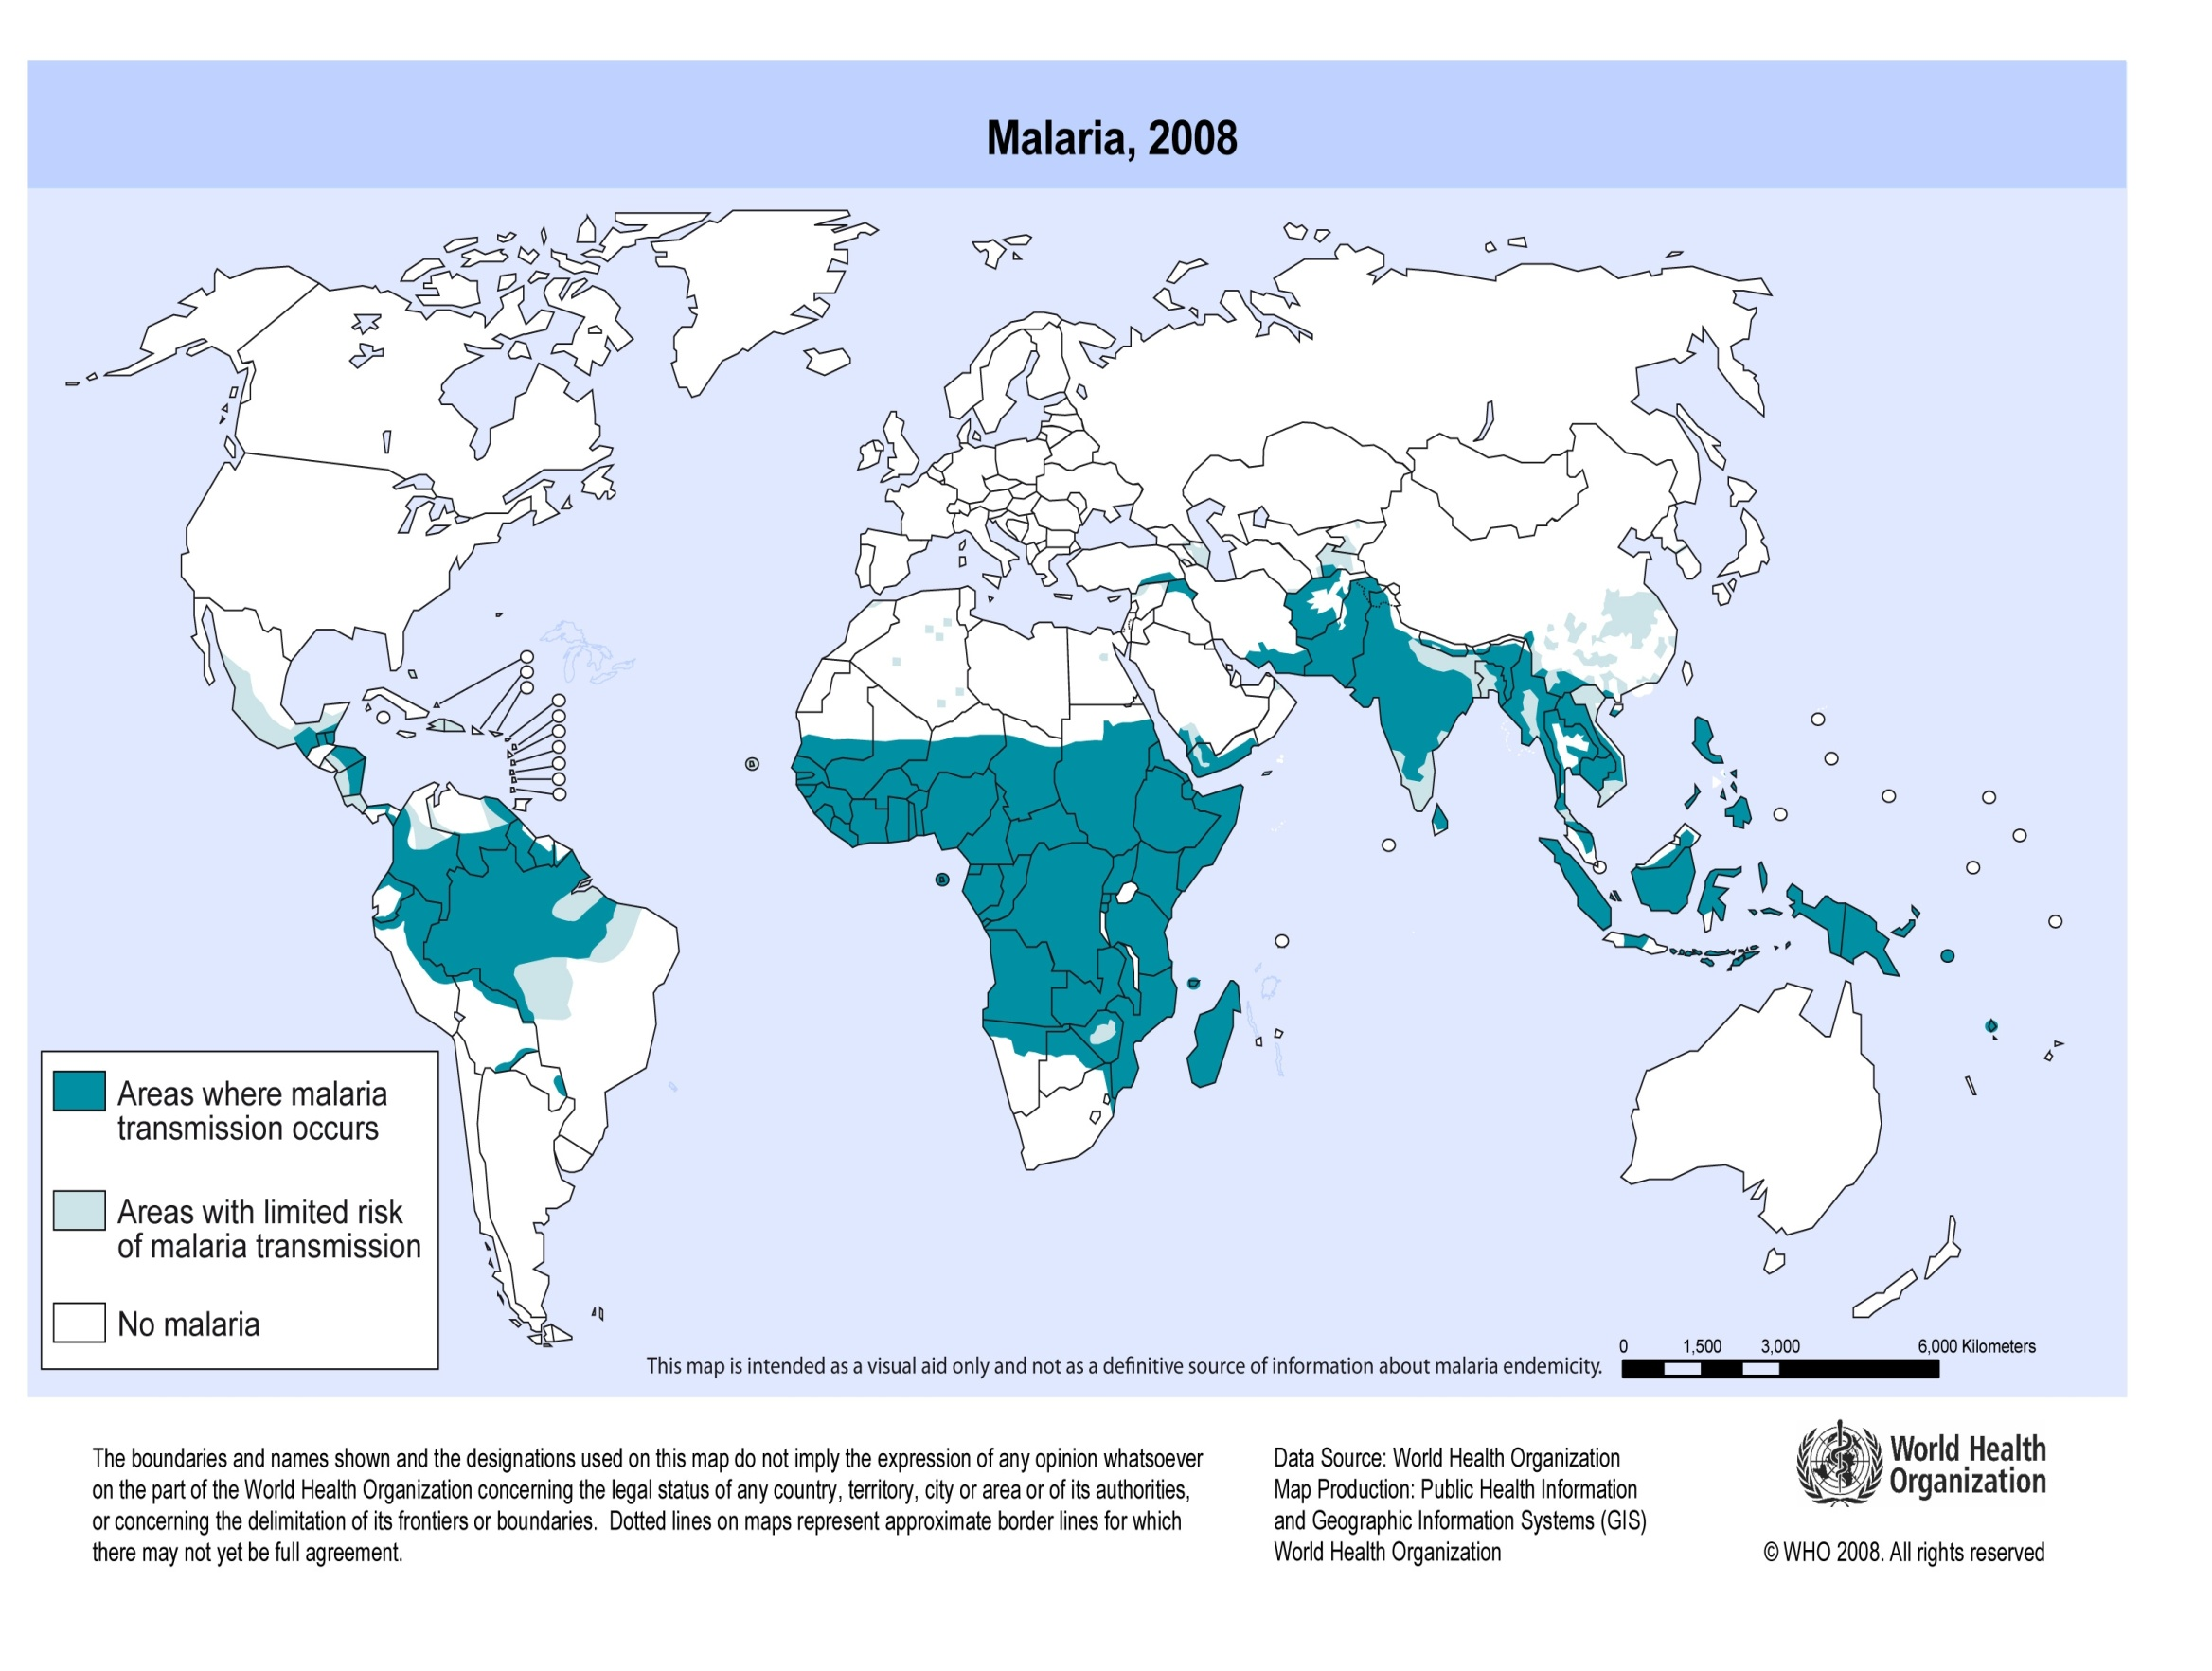 Malaria, 2008
Areas where malaria
transmission occurs
Areas with limited risk
of malaria transmission
No malaria
This map is intended as a visual aid only and not as a definitive source of information about malaria endemicity.
0 1,500 3,000 6,000 Kilometers
The boundaries and names shown and the designations used on this map do not imply the expression of any opinion whatsoever
on the part of the World Health Organization concerning the legal status of any country, territory, city or area or of its authorities,
or concerning the delimitation of its frontiers or boundaries. Dotted lines on maps represent approximate border lines for which
there may not yet be full agreement.
Data Source: World Health Organization
Map Production: Public Health Information
and Geographic Information Systems (GIS)
World Health Organization
World Health
Organization
© WHO 2008. All rights reserved